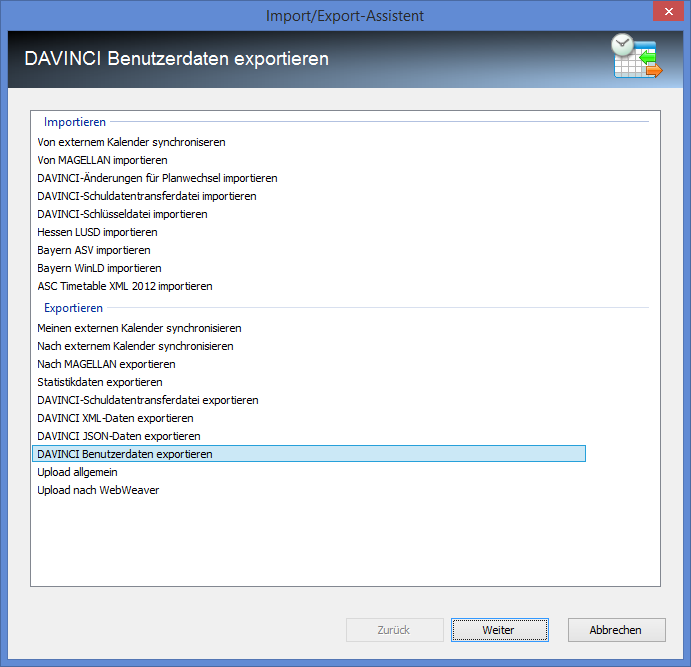 Import/Export-Assistent
DAVINCI Benutzerdaten exportieren
Importieren
Von externem Kalender synchroniseren
Von MAGELLAN importieren
DAVINCI-Änderungen für Planwechsel importieren
DAVINCI-Schuldatentransferdatei importieren
DAVINCI-Schlüsseldatei importieren
Hessen LUSD importieren
Bayern ASV importieren
Bayern WinLD importieren
ASC Timetable XML 2012 importieren
Exportieren
Meinen externen Kalender synchronisieren
Nach externem Kalender synchronisieren
Nach MAGELLAN exportieren
Statistikdaten exportieren
DAVINCI-Schuldatentransferdatei exportieren
DAVINCI XML-Daten exportieren
DAVINCI JSON-Daten exportieren
DAVINCI Benutzerdaten exportieren
Upload allgemein
Upload nach WebWeaver
Zurück Weiter Abbrechen